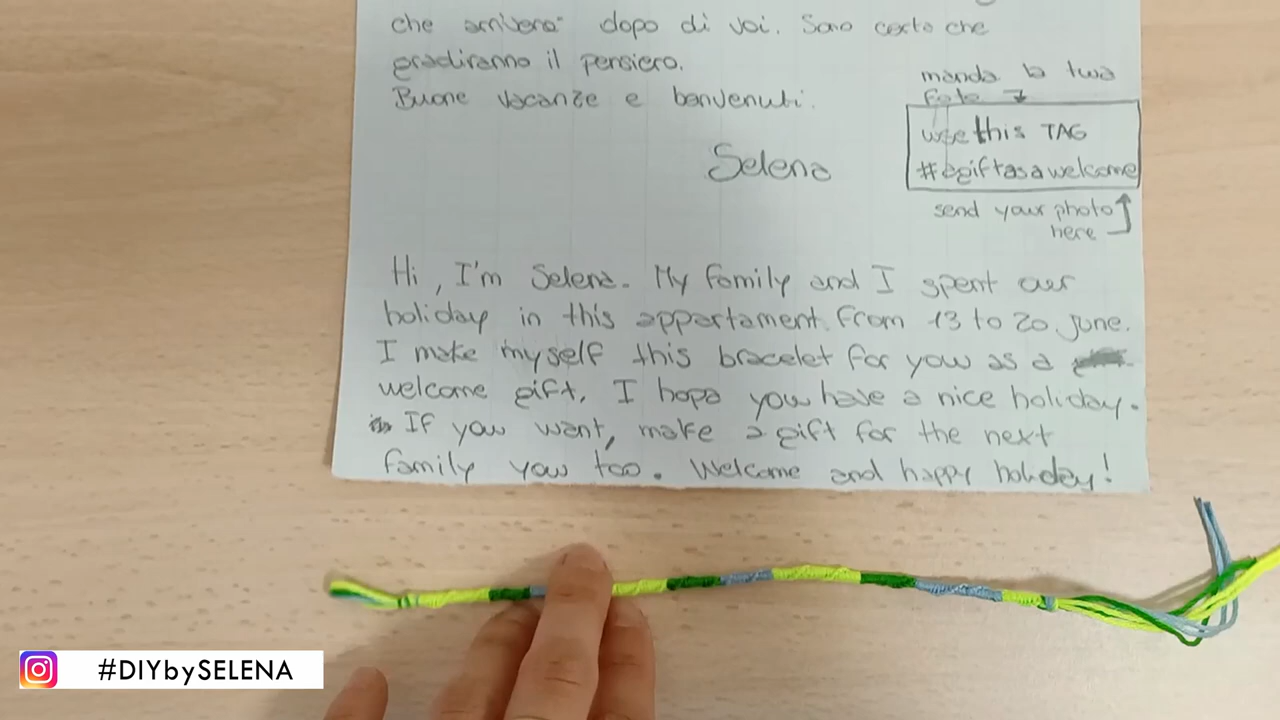 che arriverà dopo di voi. Sono certo che
gradiranno il pensiero.
Buone vacanze e benvenuti.
Selena
manda la tua
foto
use this TAG
#agiftasawelcome
send your photo
here
Hi, I'm Selena. My family and I spent our
holiday in this appartament from 13 to 20 June.
I make myself this bracelet for you as a
welcome gift. I hope you have a nice holiday.
If you want, make a gift for the next
family you too. Welcome and happy holiday!
#DIYbySELENA